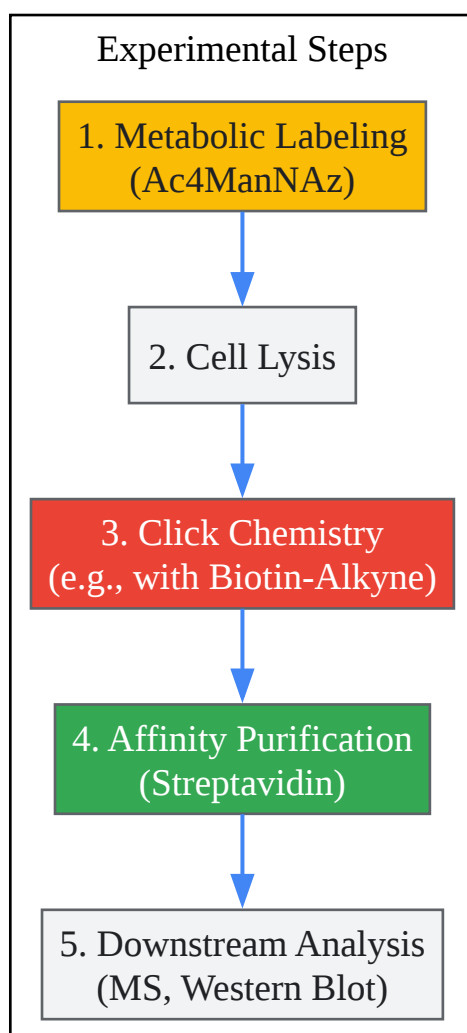 Experimental Steps
1. Metabolic Labeling
(Ac4ManNAz)
2. Cell Lysis
3. Click Chemistry
(e.g., with Biotin-Alkyne)
4. Affinity Purification
(Streptavidin)
5. Downstream Analysis
(MS, Western Blot)